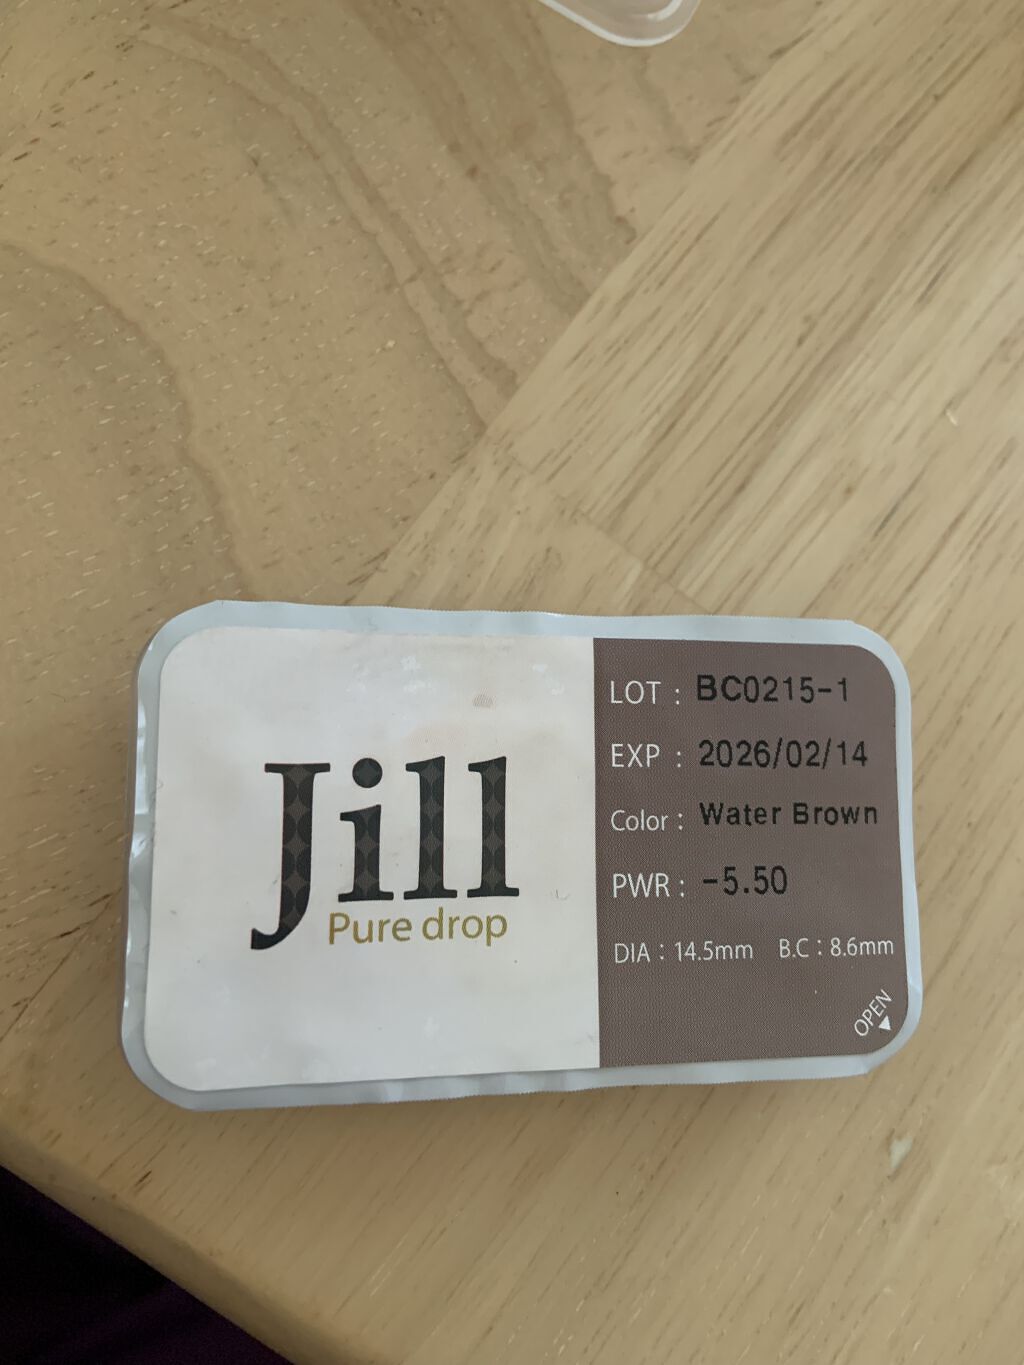 Jill
Pure drop
LOT : BC0215-1
EXP : 2026/02/14
Color : Water Brown
PWR : -5.50
DIA : 14.5mm B.C : 8.6mm
OPEN